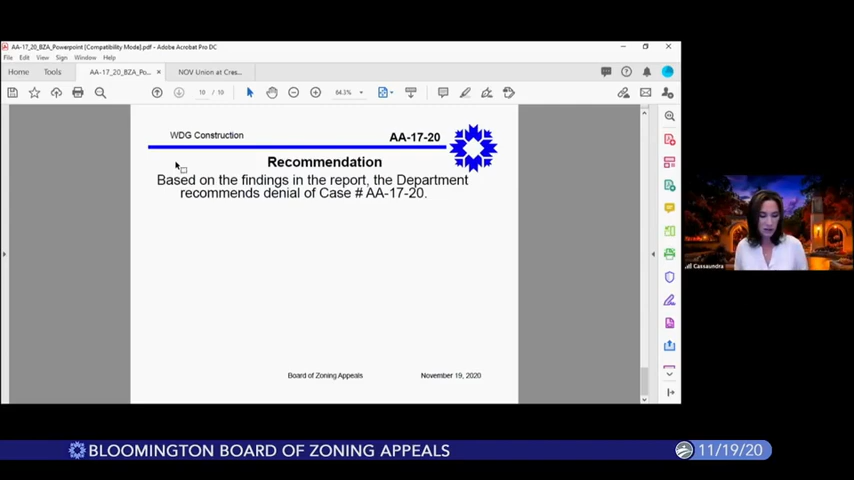 AA-17_20_BZA_Powerpoint [Compatibility Mode].pdf - Adobe Acrobat Pro DC
File Edit View Sign Window Help
Home Tools AA-17_20_BZA_Po... × NOV Union at Cres...
10 / 10 64.3%
WDG Construction AA-17-20
Recommendation
Based on the findings in the report, the Department
recommends denial of Case # AA-17-20.
Board of Zoning Appeals November 19, 2020
Cassaundra
BLOOMINGTON BOARD OF ZONING APPEALS 11/19/20